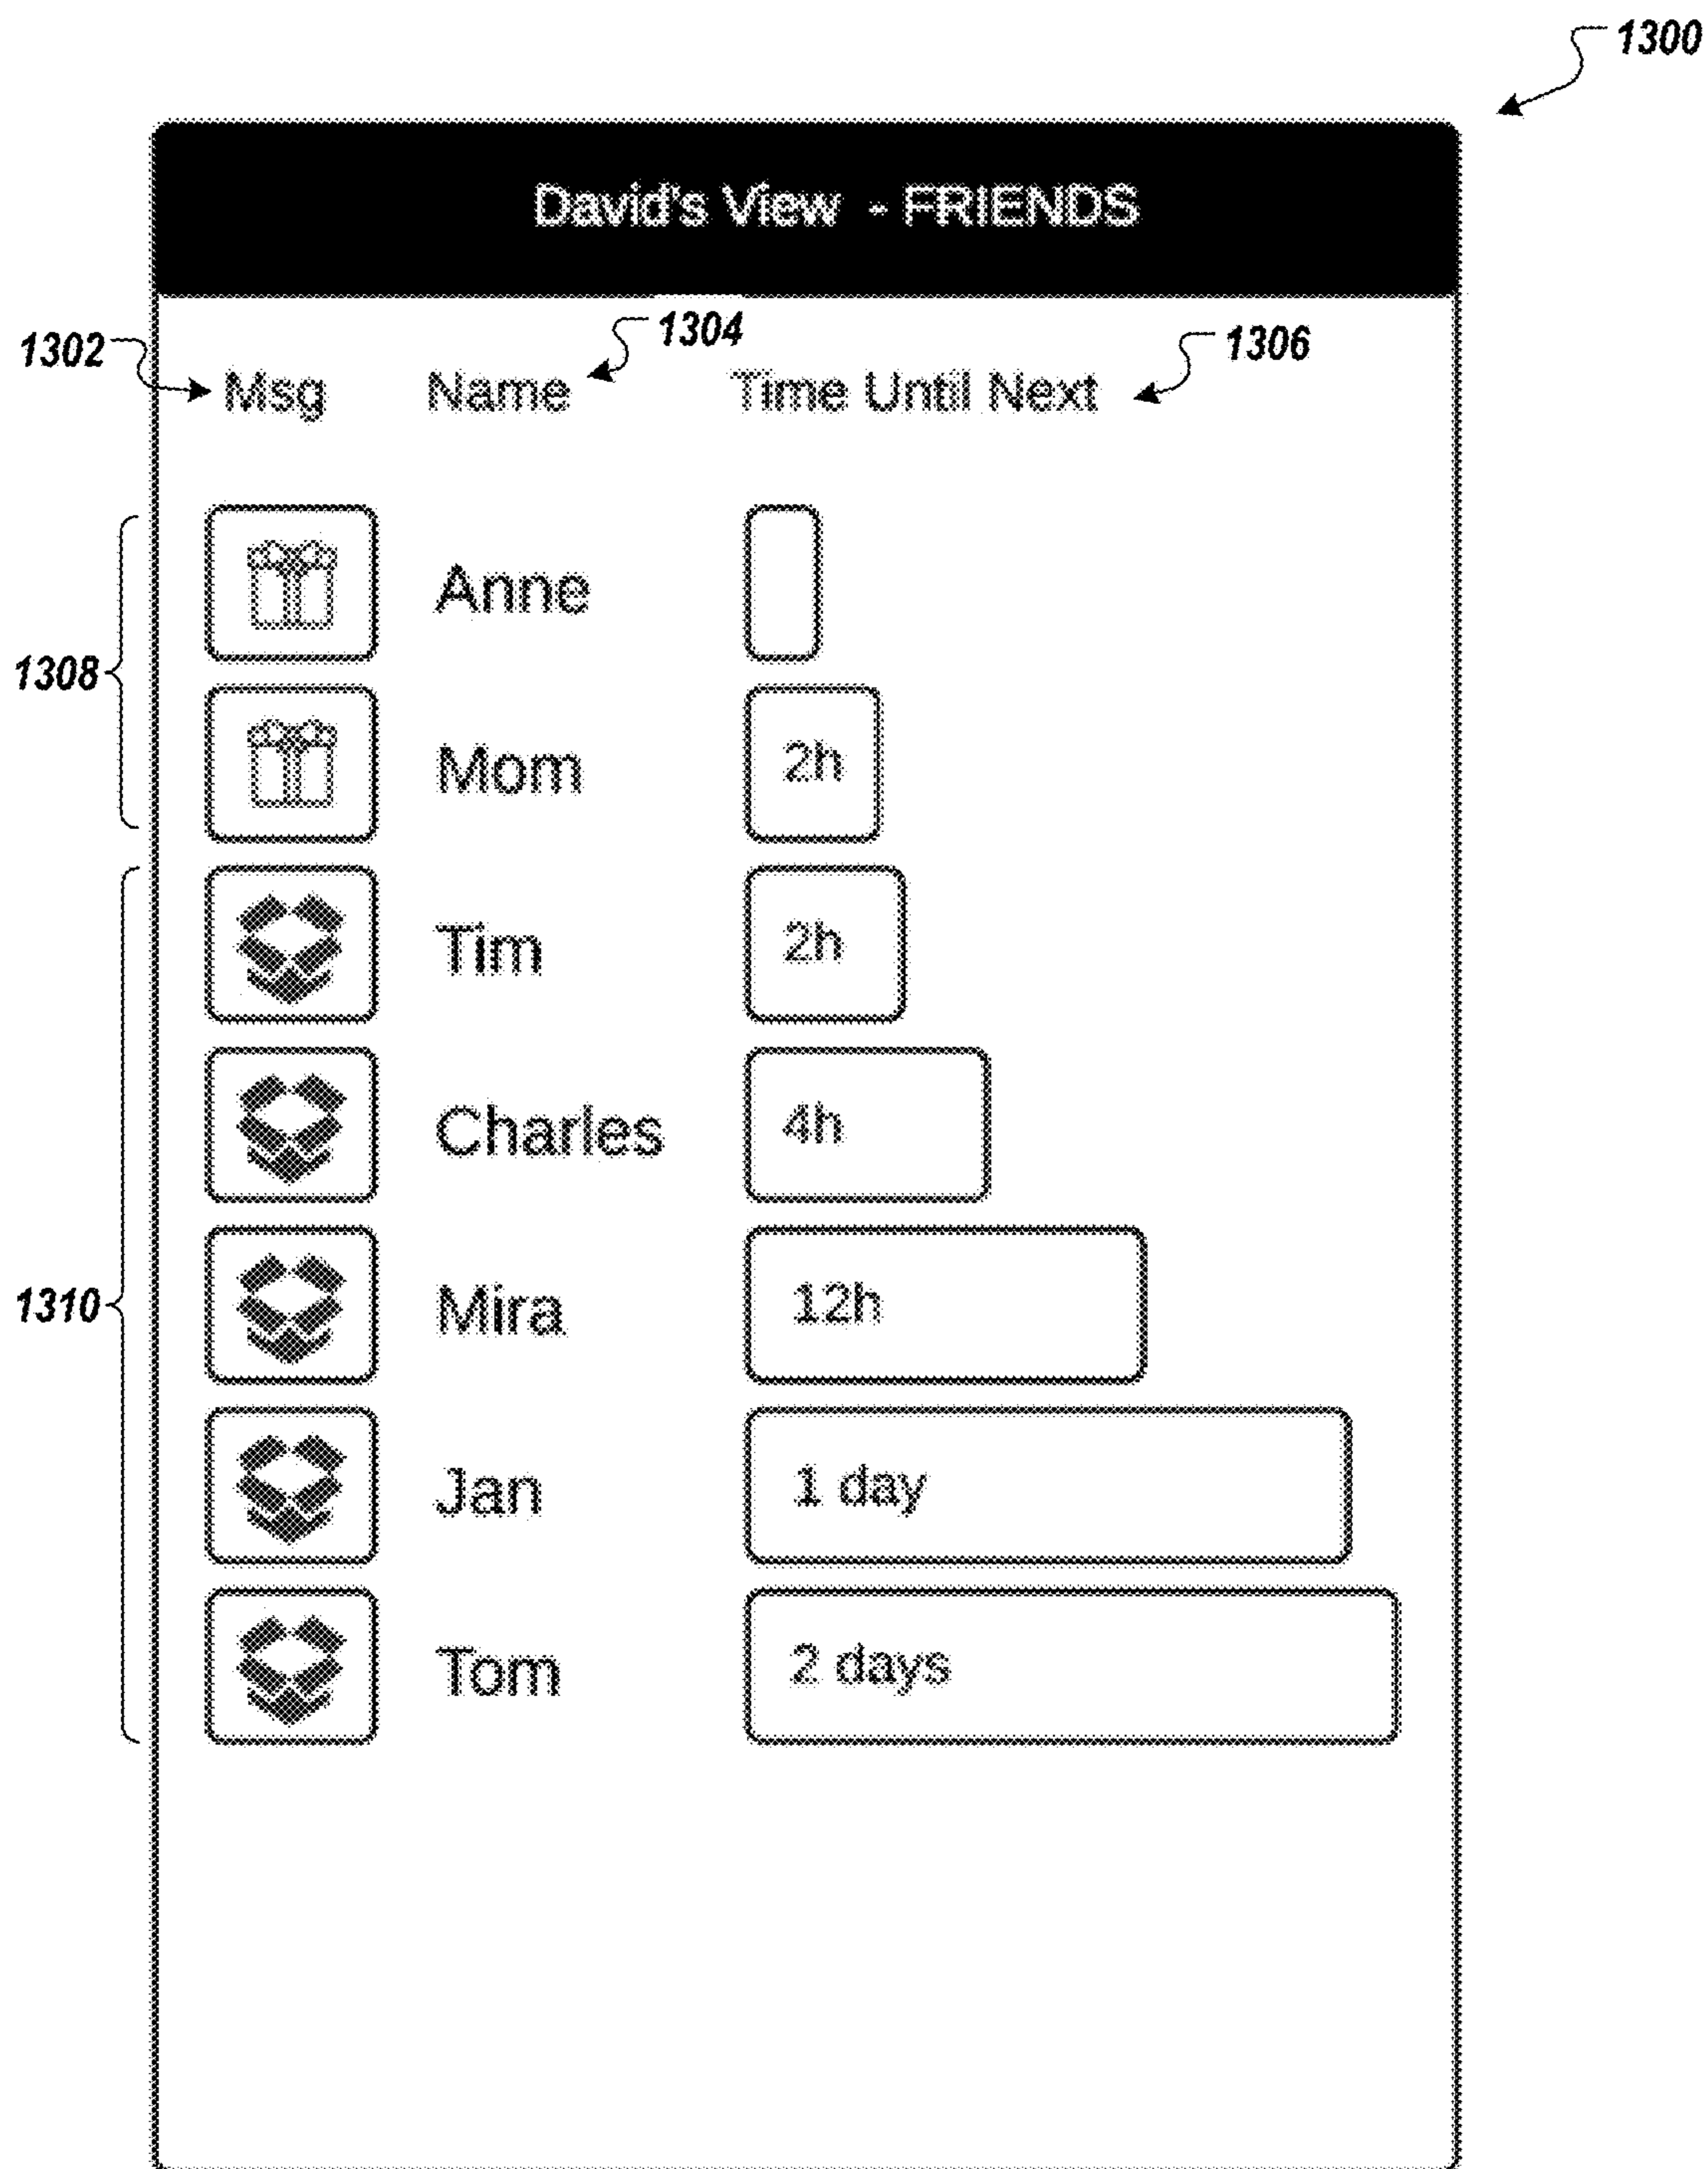 1300
David's View - FRIENDS
1302 Msg Name 1304 Time Until Next 1306
Anne
1308
Mom 2h
Tim 2h
Charles 4h
1310 Mira 12h
Jan 1 day
Tom 2 days